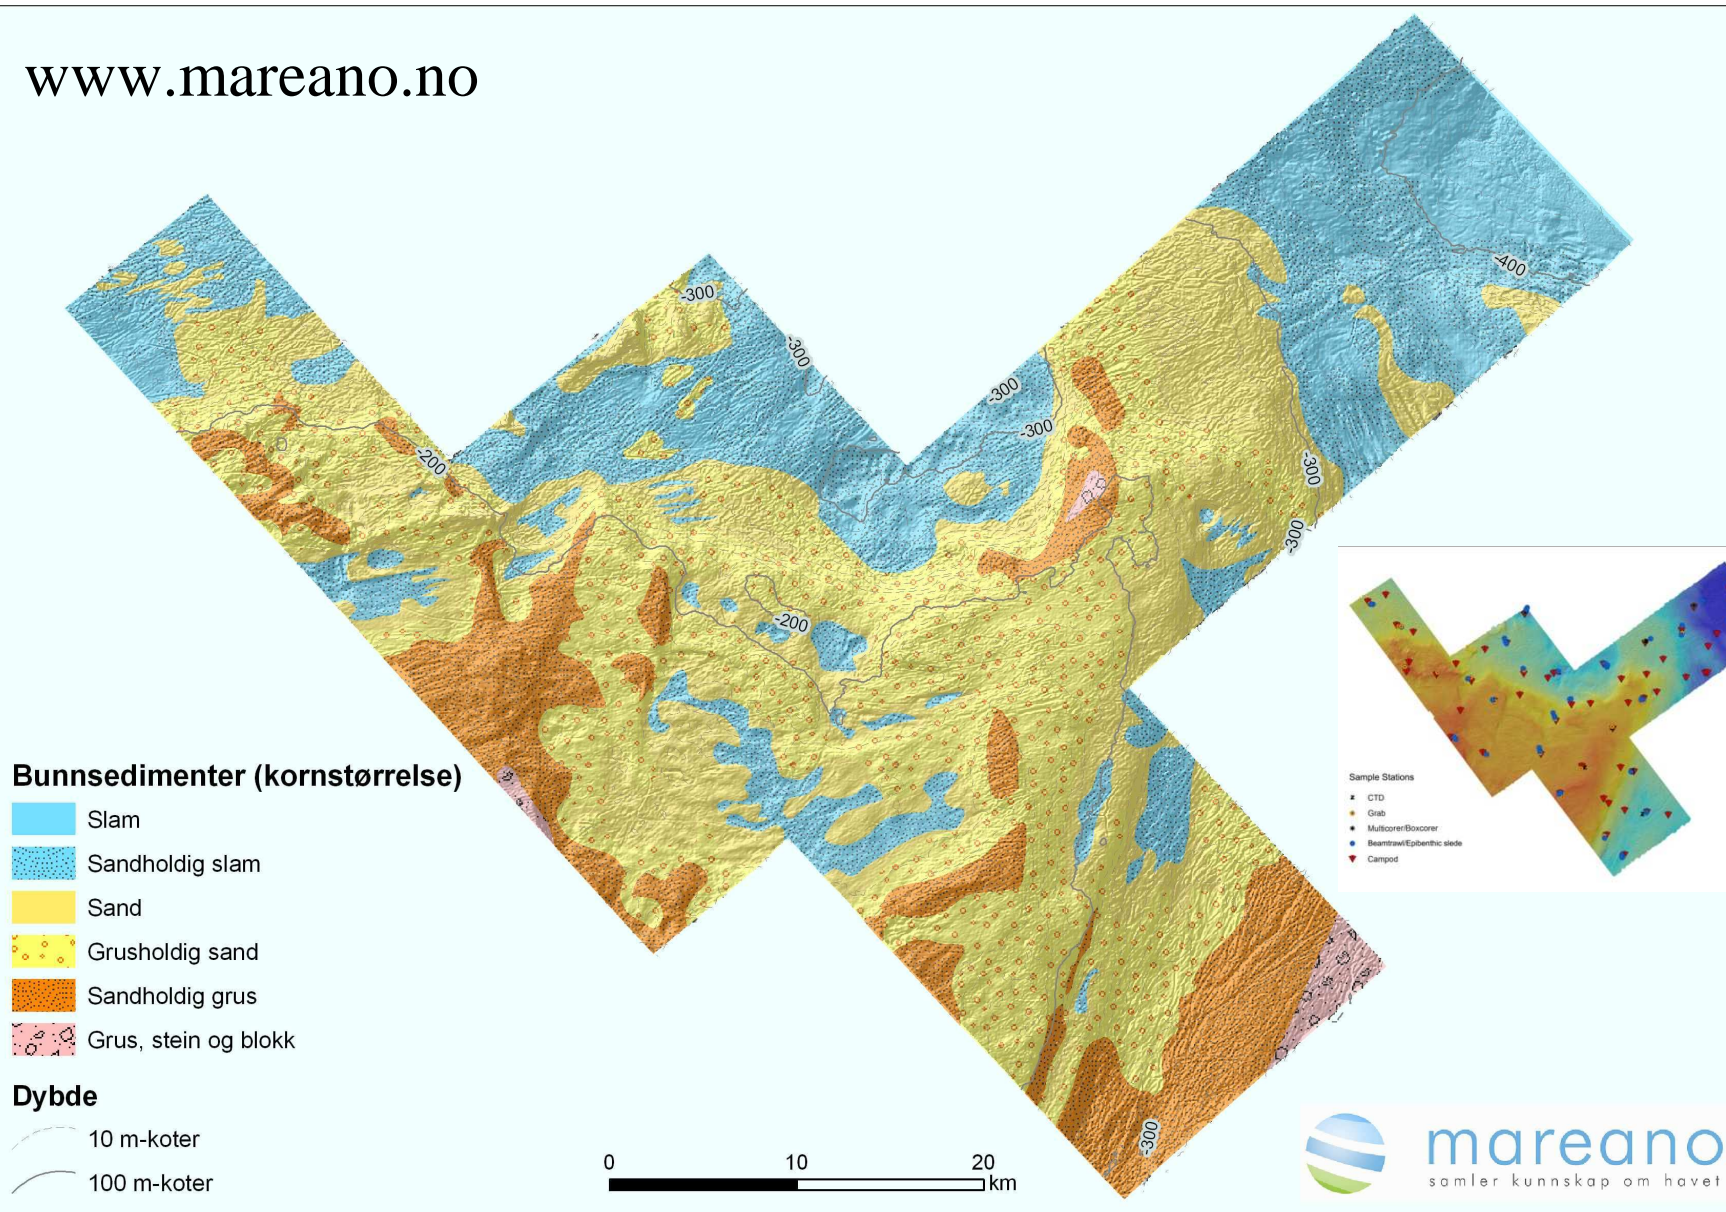 www.mareano.no
-300
-300
-300
-300
-200
-400
-300
-300
-200
Bunnsedimenter (kornstørrelse)
Slam
Sandholdig slam
Sand
Grusholdig sand
Sandholdig grus
Grus, stein og blokk
Dybde
10 m-koter
100 m-koter
0 10 20
km
-300
Sample Stations
CTD
Grab
Multicorer/Boxcorer
Beamtrawl/Epibenthic slede
Campod
mareano
samler kunnskap om havet